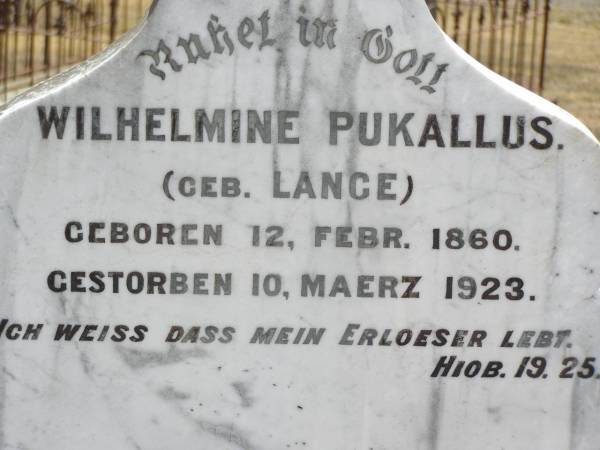 Ruhet in Gott
WILHELMINE PUKALLUS.
(GEB. LANGE)
GEBOREN 12, FEBR. 1860.
GESTORBEN 10, MAERZ 1923.
ICH WEISS DASS MEIN ERLOESER LEBT.
HIOB. 19. 25.